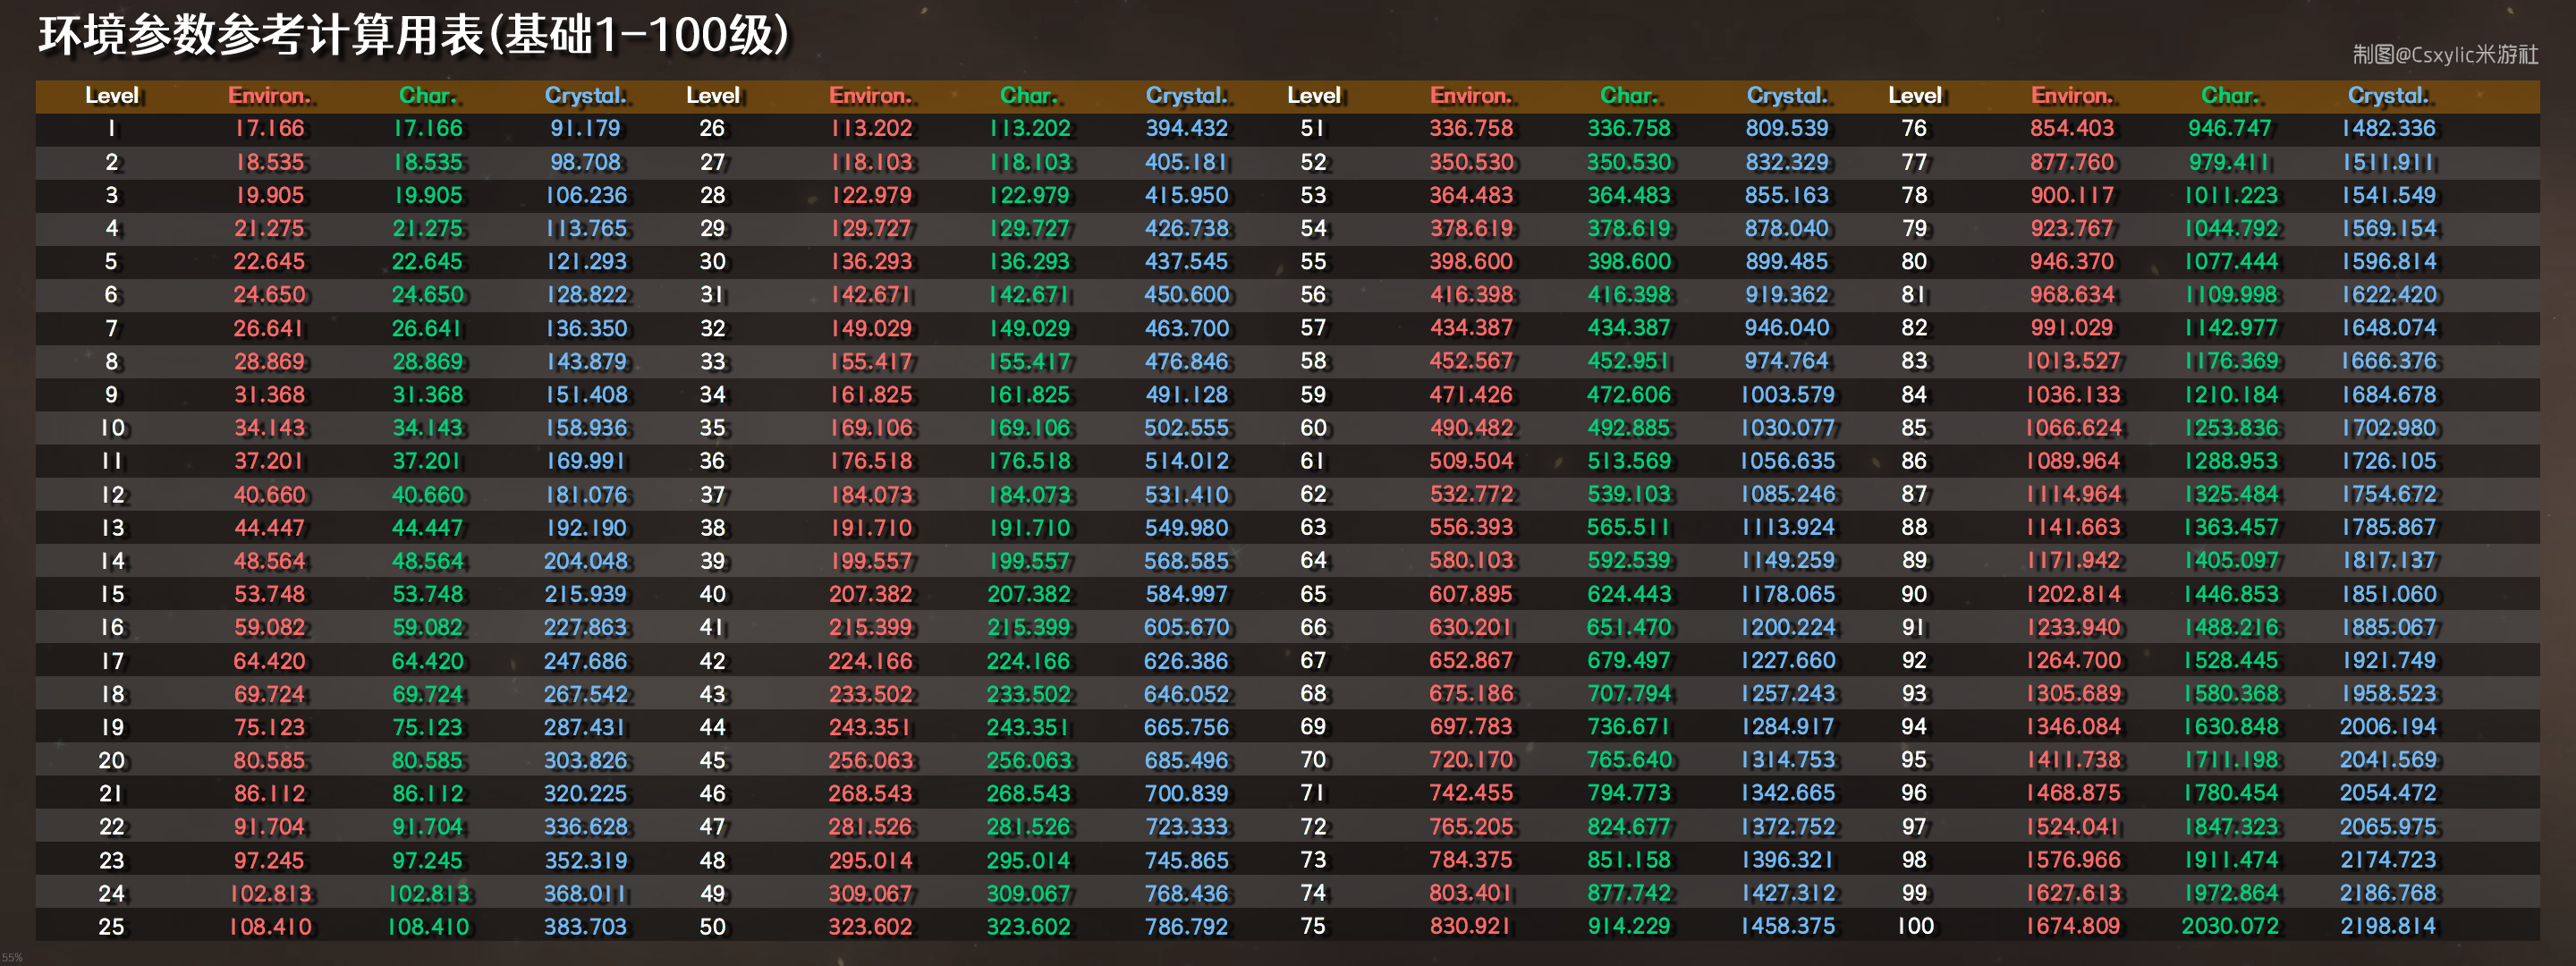 环境参数参考计算用表(基础1-100级)
制图@Csxylic米游社
Level Environ. Char. Crystal. Level Environ. Char. Crystal. Level Environ. Char. Crystal. Level Environ. Char. Crystal.
1 17.166 17.166 91.179 26 113.202 113.202 394.432 51 336.758 336.758 809.539 76 854.403 946.747 1482.336
2 18.535 18.535 98.708 27 118.103 118.103 405.181 52 350.530 350.530 832.329 77 877.760 979.411 1511.911
3 19.905 19.905 106.236 28 122.979 122.979 415.950 53 364.483 364.483 855.163 78 900.117 1011.223 1541.549
4 21.275 21.275 113.765 29 129.727 129.727 426.738 54 378.619 378.619 878.040 79 923.767 1044.792 1569.154
5 22.645 22.645 121.293 30 136.293 136.293 437.545 55 398.600 398.600 899.485 80 946.370 1077.444 1596.814
6 24.650 24.650 128.822 31 142.671 142.671 450.600 56 416.398 416.398 919.362 81 968.634 1109.998 1622.420
7 26.641 26.641 136.350 32 149.029 149.029 463.700 57 434.387 434.387 946.040 82 991.029 1142.977 1648.074
8 28.869 28.869 143.879 33 155.417 155.417 476.846 58 452.567 452.951 974.764 83 1013.527 1176.369 1666.376
9 31.368 31.368 151.408 34 161.825 161.825 491.128 59 471.426 472.606 1003.579 84 1036.133 1210.184 1684.678
10 34.143 34.143 158.936 35 169.106 169.106 502.555 60 490.482 492.885 1030.077 85 1066.624 1253.836 1702.980
11 37.201 37.201 169.991 36 176.518 176.518 514.012 61 509.504 513.569 1056.635 86 1089.964 1288.953 1726.105
12 40.660 40.660 181.076 37 184.073 184.073 531.410 62 532.772 539.103 1085.246 87 1114.964 1325.484 1754.672
13 44.447 44.447 192.190 38 191.710 191.710 549.980 63 556.393 565.511 1113.924 88 1141.663 1363.457 1785.867
14 48.564 48.564 204.048 39 199.557 199.557 568.585 64 580.103 592.539 1149.259 89 1171.942 1405.097 1817.137
15 53.748 53.748 215.939 40 207.382 207.382 584.997 65 607.895 624.443 1178.065 90 1202.814 1446.853 1851.060
16 59.082 59.082 227.863 41 215.399 215.399 605.670 66 630.201 651.470 1200.224 91 1233.940 1488.216 1885.067
17 64.420 64.420 247.686 42 224.166 224.166 626.386 67 652.867 679.497 1227.660 92 1264.700 1528.445 1921.749
18 69.724 69.724 267.542 43 233.502 233.502 646.052 68 675.186 707.794 1257.243 93 1305.689 1580.368 1958.523
19 75.123 75.123 287.431 44 243.351 243.351 665.756 69 697.783 736.671 1284.917 94 1346.084 1630.848 2006.194
20 80.585 80.585 303.826 45 256.063 256.063 685.496 70 720.170 765.640 1314.753 95 1411.738 1711.198 2041.569
21 86.112 86.112 320.225 46 268.543 268.543 700.839 71 742.455 794.773 1342.665 96 1468.875 1780.454 2054.472
22 91.704 91.704 336.628 47 281.526 281.526 723.333 72 765.205 824.677 1372.752 97 1524.041 1847.323 2065.975
23 97.245 97.245 352.319 48 295.014 295.014 745.865 73 784.375 851.158 1396.321 98 1576.966 1911.474 2174.723
24 102.813 102.813 368.011 49 309.067 309.067 768.436 74 803.401 877.742 1427.312 99 1627.613 1972.864 2186.768
25 108.410 108.410 383.703 50 323.602 323.602 786.792 75 830.921 914.229 1458.375 100 1674.809 2030.072 2198.814
55%